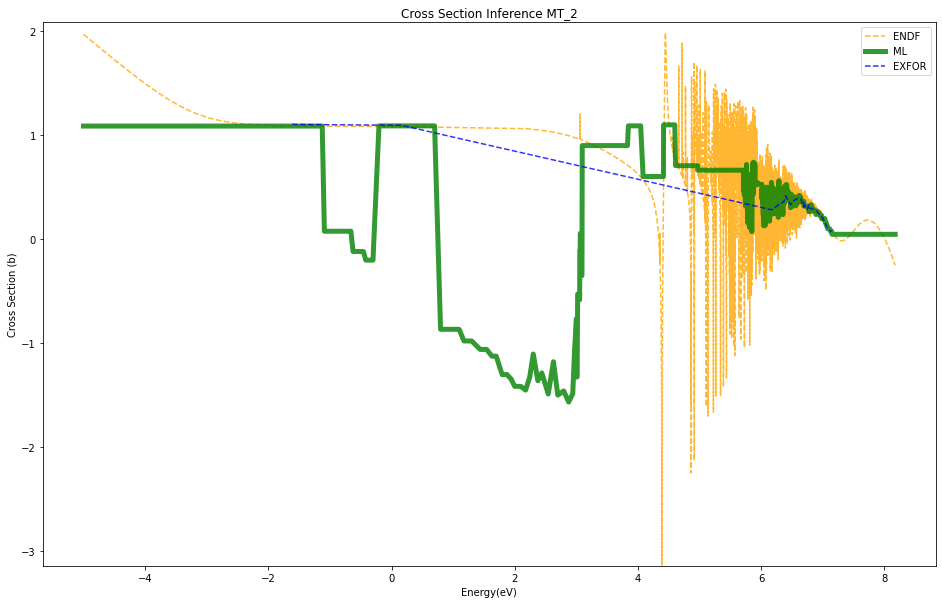 Cross Section Inference MT_2
ENDF
ML
EXFOR
Cross Section (b)
2
1
0
−1
−2
−3
−4
−2
0
2
4
6
8
Energy(eV)